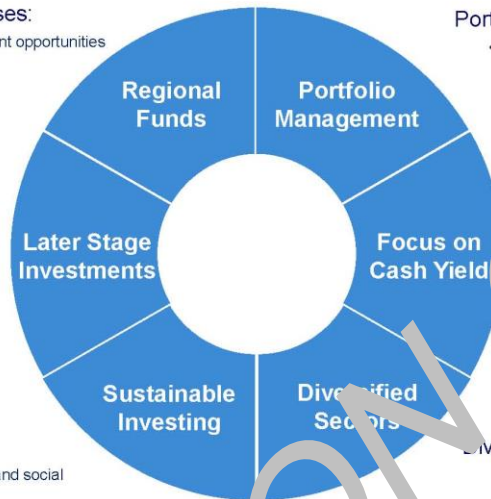 ses:
nt opportunities
Port
Regional
Funds
Portfolio
Management
Later Stage
Investments
Focus on
Cash Yield
Sustainable
Investing
Diversified
Sectors
nd social